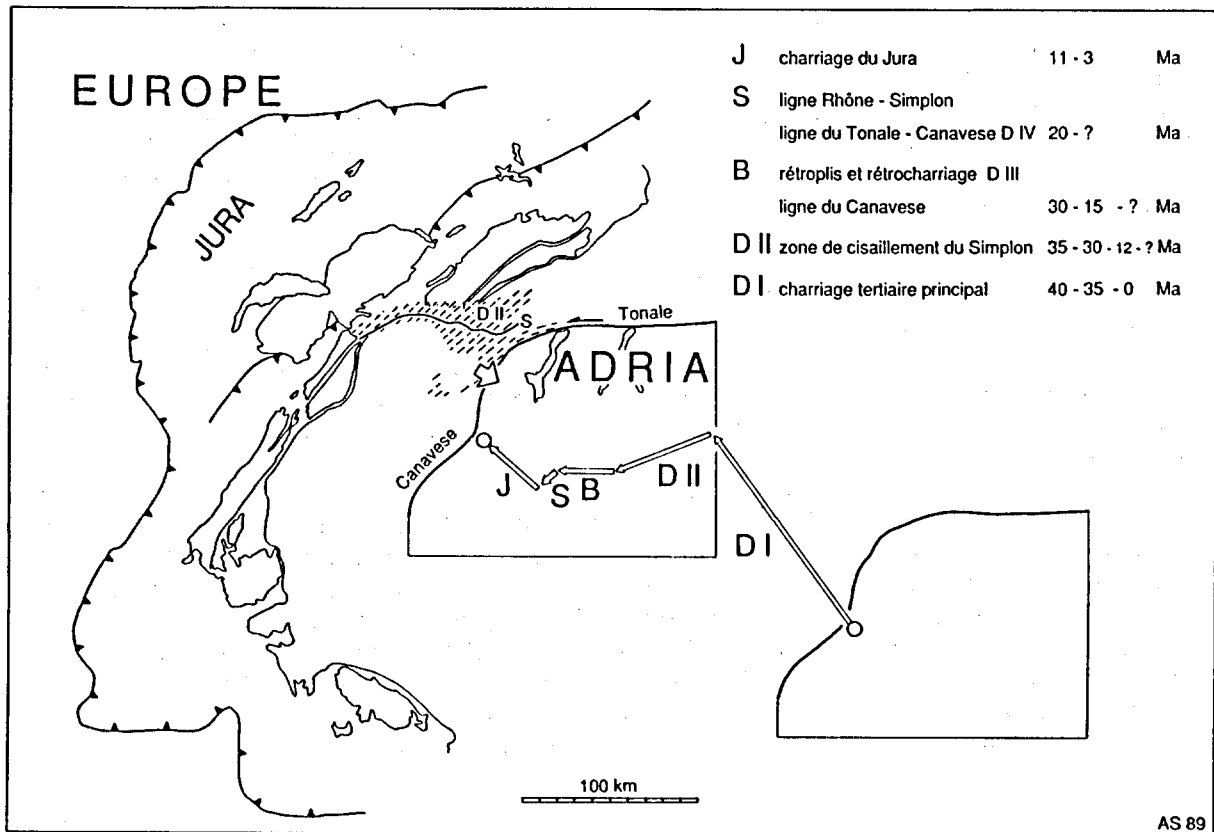 EUROPE
JURA
J charriage du Jura 11 - 3 Ma
S ligne Rhône - Simplon
ligne du Tonale - Canavese D IV 20 - ? Ma
B rétroplis et rétrocharriage D III
ligne du Canavese 30 - 15 - ? Ma
D II zone de cisaillement du Simplon 35 - 30 - 12 - ? Ma
D I charriage tertiaire principal 40 - 35 - 0 Ma
D II
S
Tonale
ADRIA
Canavese
J
S
B
D II
D I
100 km
AS 89